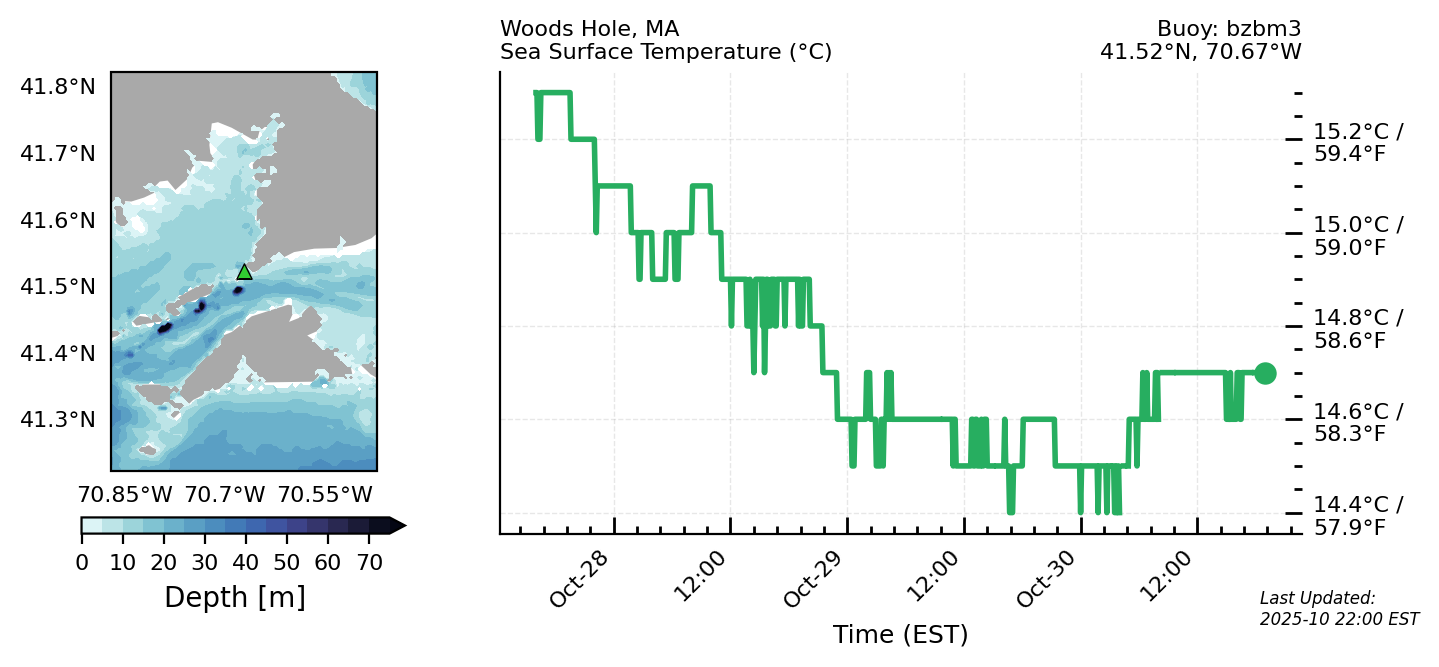 Woods Hole, MA
Sea Surface Temperature (°C)
Buoy: bzbm3
41.52°N, 70.67°W
41.8°N
41.7°N
41.6°N
41.5°N
41.4°N
41.3°N
70.85°W 70.7°W 70.55°W
0 10 20 30 40 50 60 70
Depth [m]
15.2°C /
59.4°F
15.0°C /
59.0°F
14.8°C /
58.6°F
14.6°C /
58.3°F
14.4°C /
57.9°F
Oct-28 12:00 Oct-29 12:00 Oct-30 12:00
Time (EST)
Last Updated:
2025-10 22:00 EST